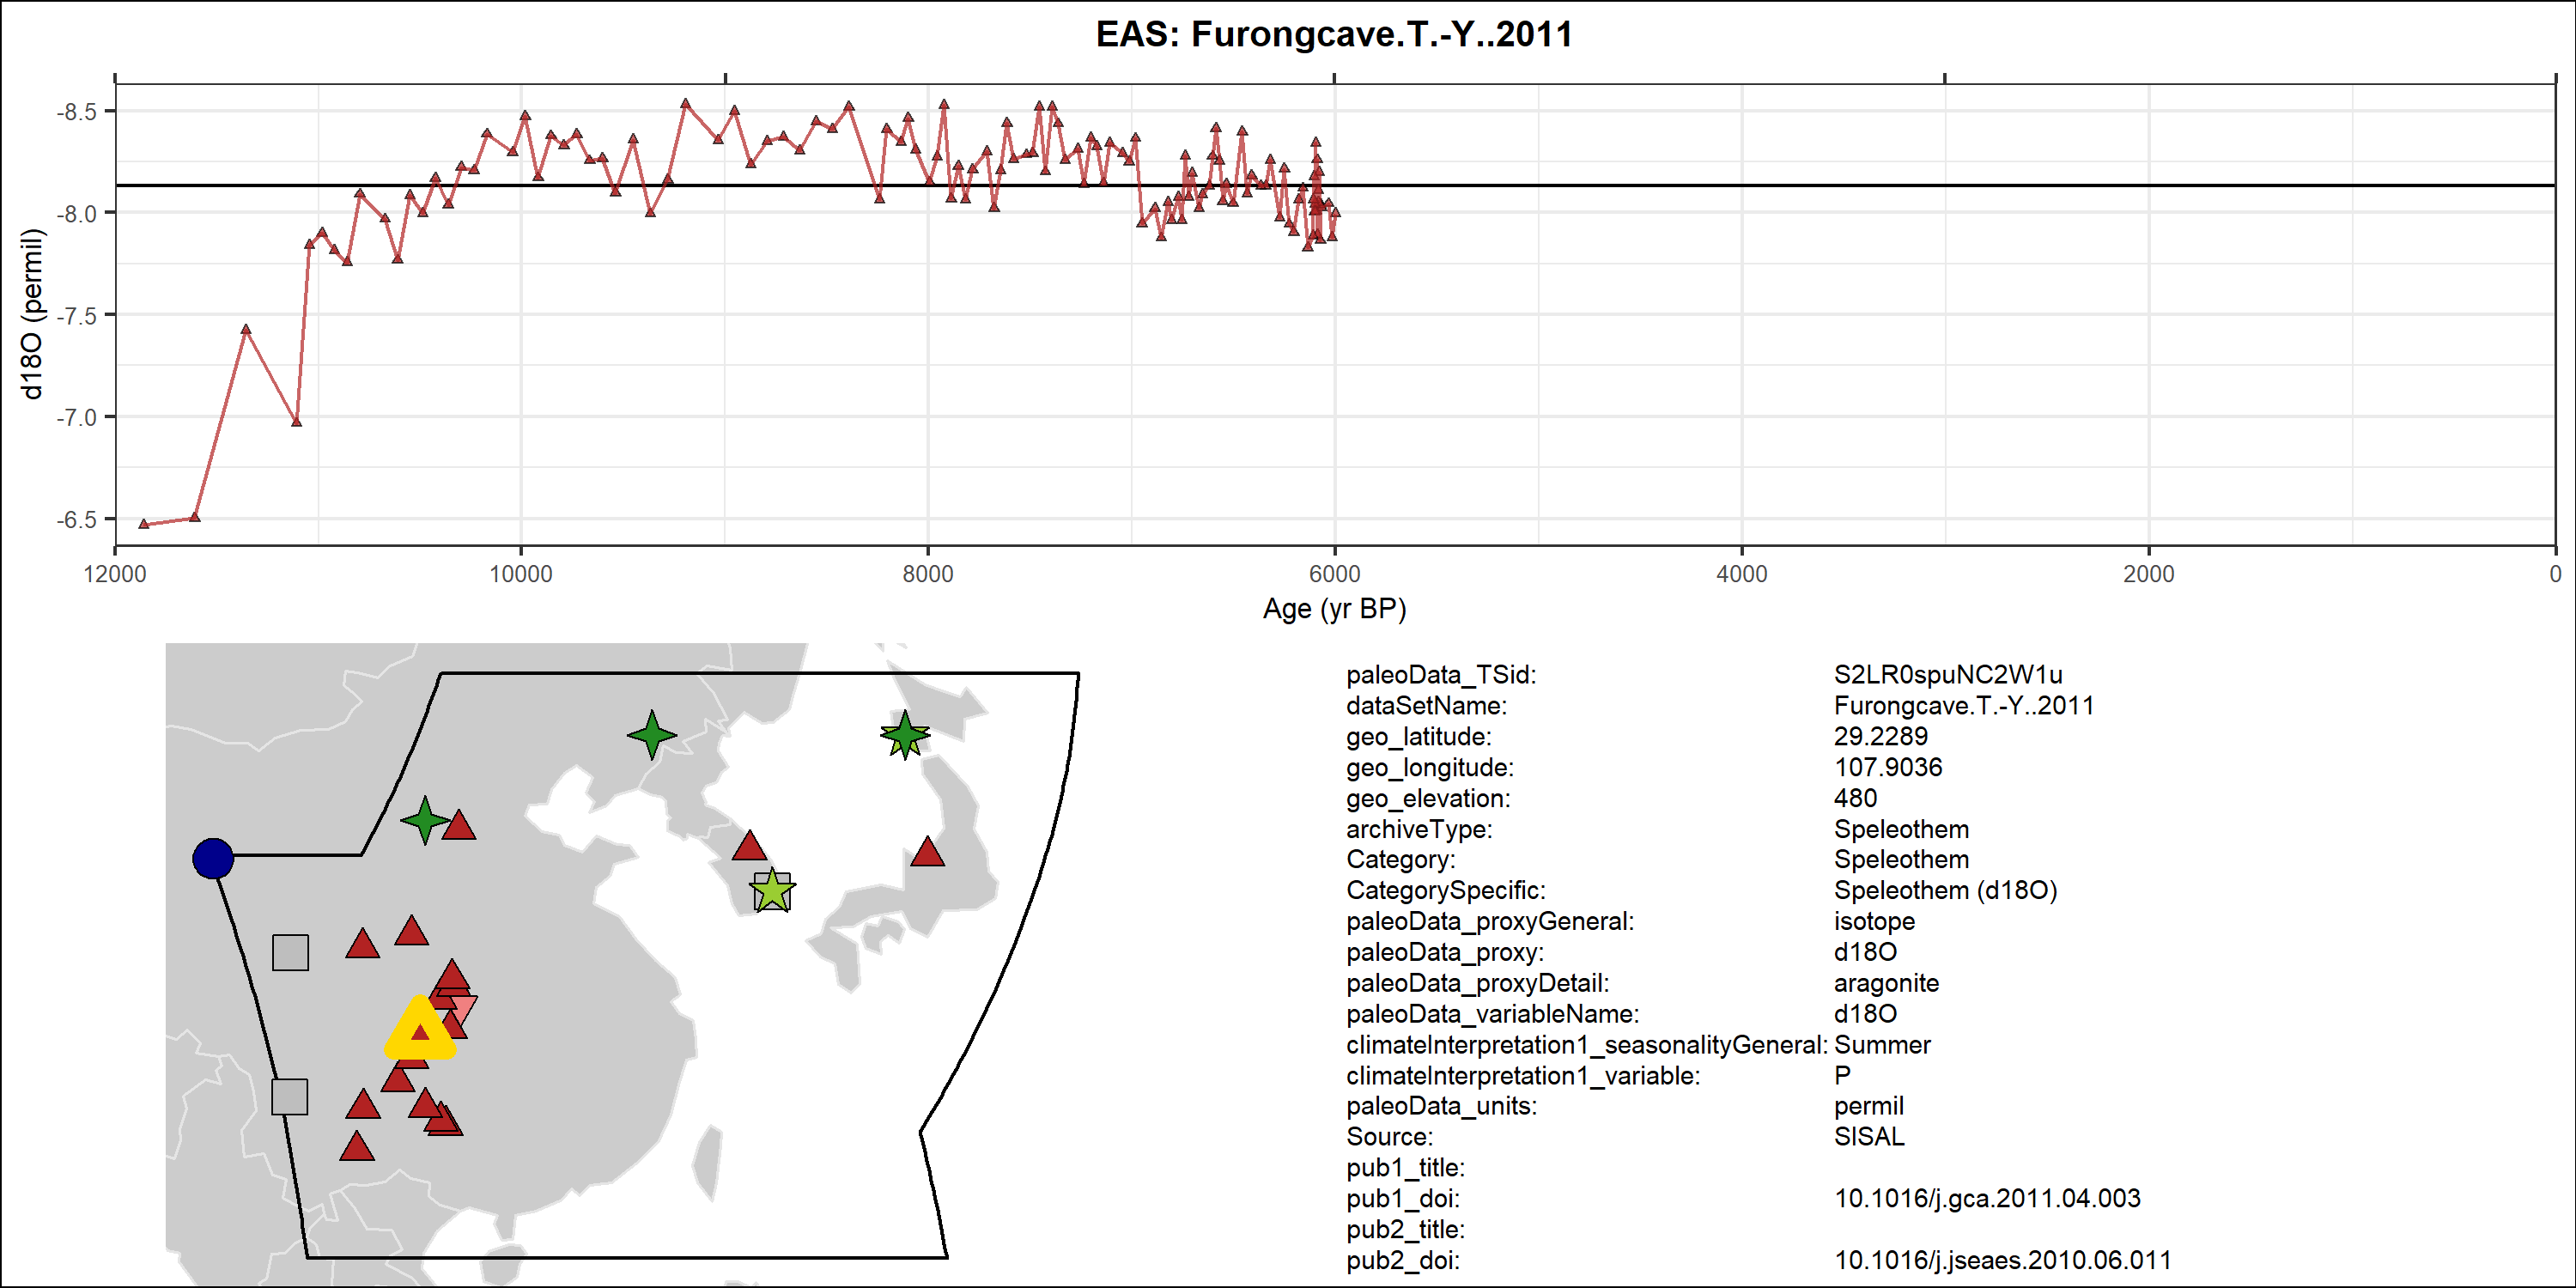 EAS: Furongcave.T.-Y..2011
d18O (permil)
-8.5
-8.0
-7.5
-7.0
-6.5
12000 10000 8000 6000 4000 2000 0
Age (yr BP)
paleoData_TSid: S2LR0spuNC2W1u
dataSetName: Furongcave.T.-Y..2011
geo_latitude: 29.2289
geo_longitude: 107.9036
geo_elevation: 480
archiveType: Speleothem
Category: Speleothem
CategorySpecific: Speleothem (d18O)
paleoData_proxyGeneral: isotope
paleoData_proxy: d18O
paleoData_proxyDetail: aragonite
paleoData_variableName: d18O
climateInterpretation1_seasonalityGeneral: Summer
climateInterpretation1_variable: P
paleoData_units: permil
Source: SISAL
pub1_title:
pub1_doi: 10.1016/j.gca.2011.04.003
pub2_title:
pub2_doi: 10.1016/j.jseaes.2010.06.011